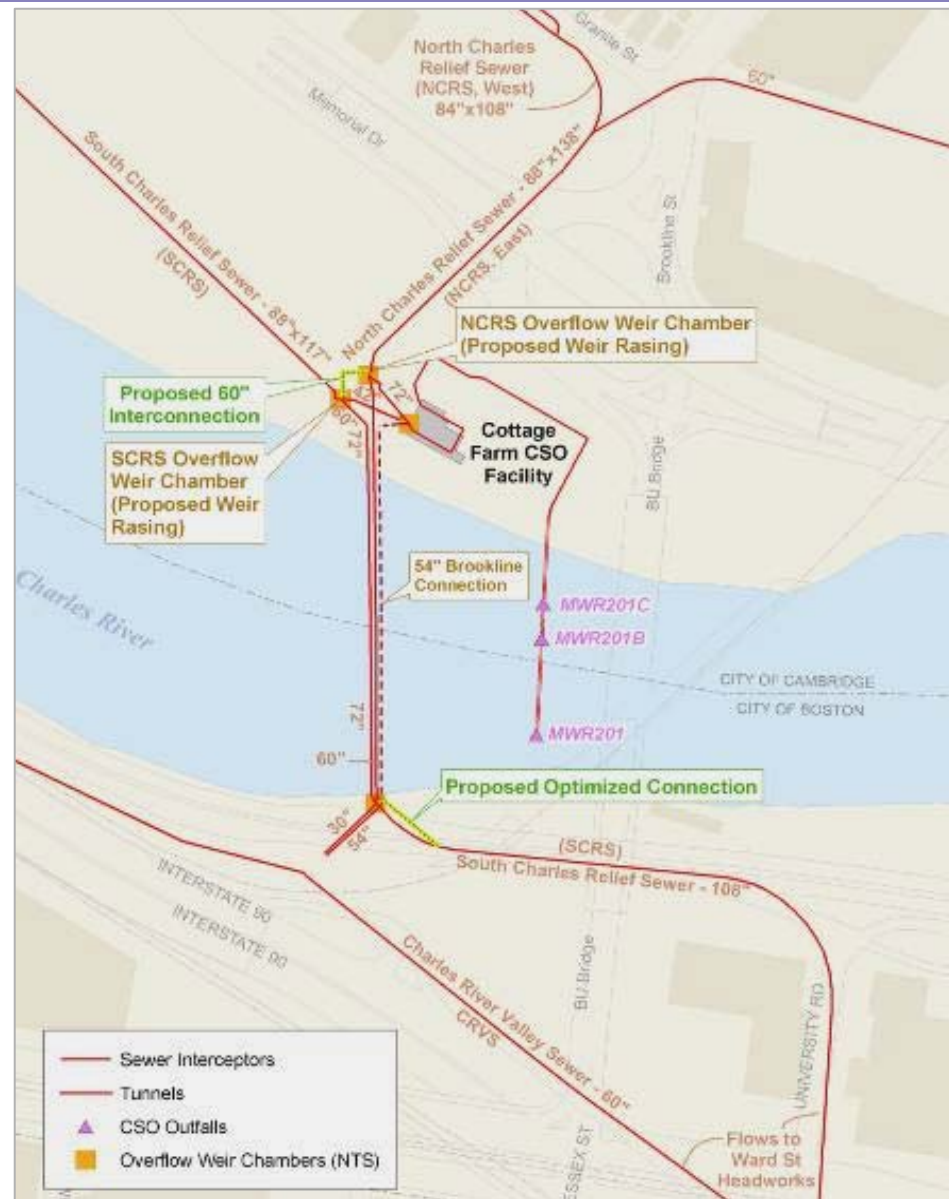 Granite St
North Charles
Relief Sewer
(NCRS, West)
84"x108"
60"
Memorial Dr
South Charles Relief Sewer - 88"x117"
(SCRS)
North Charles Relief Sewer - 88"x138"
(NCRS, East)
Brookline St
NCRS Overflow Weir Chamber
(Proposed Weir Rasing)
Proposed 60"
Interconnection
72"
42"
60"
72"
SCRS Overflow
Weir Chamber
(Proposed Weir
Rasing)
Cottage
Farm CSO
Facility
BU Bridge
54" Brookline
Connection
Charles River
MWR201C
MWR201B
CITY OF CAMBRIDGE
CITY OF BOSTON
MWR201
72"
60"
Proposed Optimized Connection
30"
54"
(SCRS)
South Charles Relief Sewer - 108"
INTERSTATE 90
INTERSTATE 90
BU Bridge
Charles River Valley Sewer - 60"
CRVS
UNIVERSITY RD
Flows to
Ward St
Headworks
ESSEX ST
Sewer Interceptors
Tunnels
CSO Outfalls
Overflow Weir Chambers (NTS)